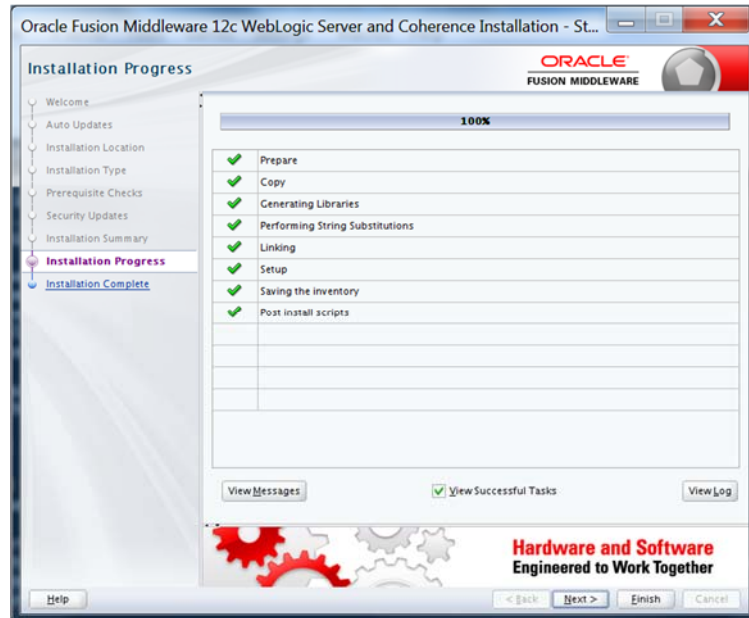 Oracle Fusion Middleware 12c WebLogic Server and Coherence Installation - St...
Installation Progress
ORACLE
FUSION MIDDLEWARE
Welcome
Auto Updates
Installation Location
Installation Type
Prerequisite Checks
Security Updates
Installation Summary
Installation Progress
Installation Complete
100%
Prepare
Copy
Generating Libraries
Performing String Substitutions
Linking
Setup
Saving the inventory
Post install scripts
View Messages
View Successful Tasks
View Log
Hardware and Software
Engineered to Work Together
Help
< Back
Next >
Finish
Cancel